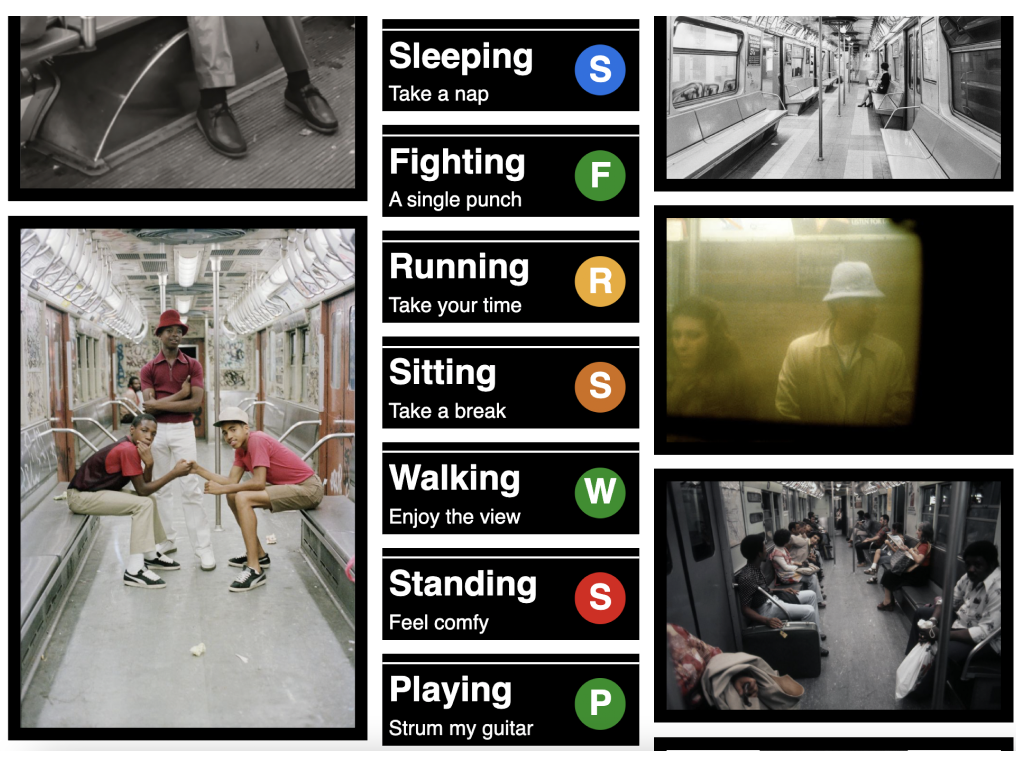 Sleeping
Take a nap
S
Fighting
A single punch
F
Running
Take your time
R
Sitting
Take a break
S
Walking
Enjoy the view
W
Standing
Feel comfy
S
Playing
Strum my guitar
P